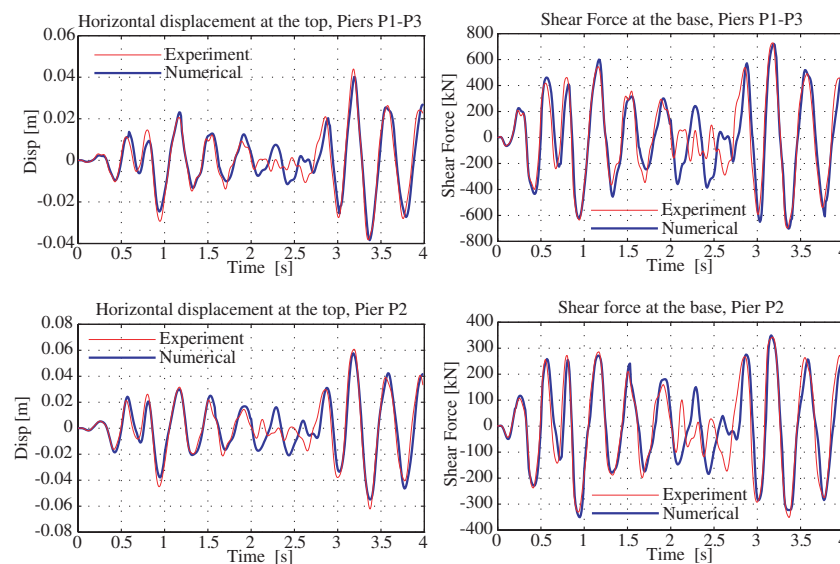 Horizontal displacement at the top, Piers P1-P3
0.06
0.04
0.02
0
-0.02
-0.04
Disp [m]
Experiment
Numerical
0 0.5 1 1.5 2 2.5 3 3.5 4
Time [s]
Shear Force at the base, Piers P1-P3
800
600
400
200
0
-200
-400
-600
-800
Shear Force [kN]
Experiment
Numerical
0 0.5 1 1.5 2 2.5 3 3.5 4
Time [s]
Horizontal displacement at the top, Pier P2
0.08
0.06
0.04
0.02
0
-0.02
-0.04
-0.06
-0.08
Disp [m]
Experiment
Numerical
0 0.5 1 1.5 2 2.5 3 3.5 4
Time [s]
Shear force at the base, Pier P2
400
300
200
100
0
-100
-200
-300
-400
Shear Force [kN]
Experiment
Numerical
0 0.5 1 1.5 2 2.5 3 3.5 4
Time [s]